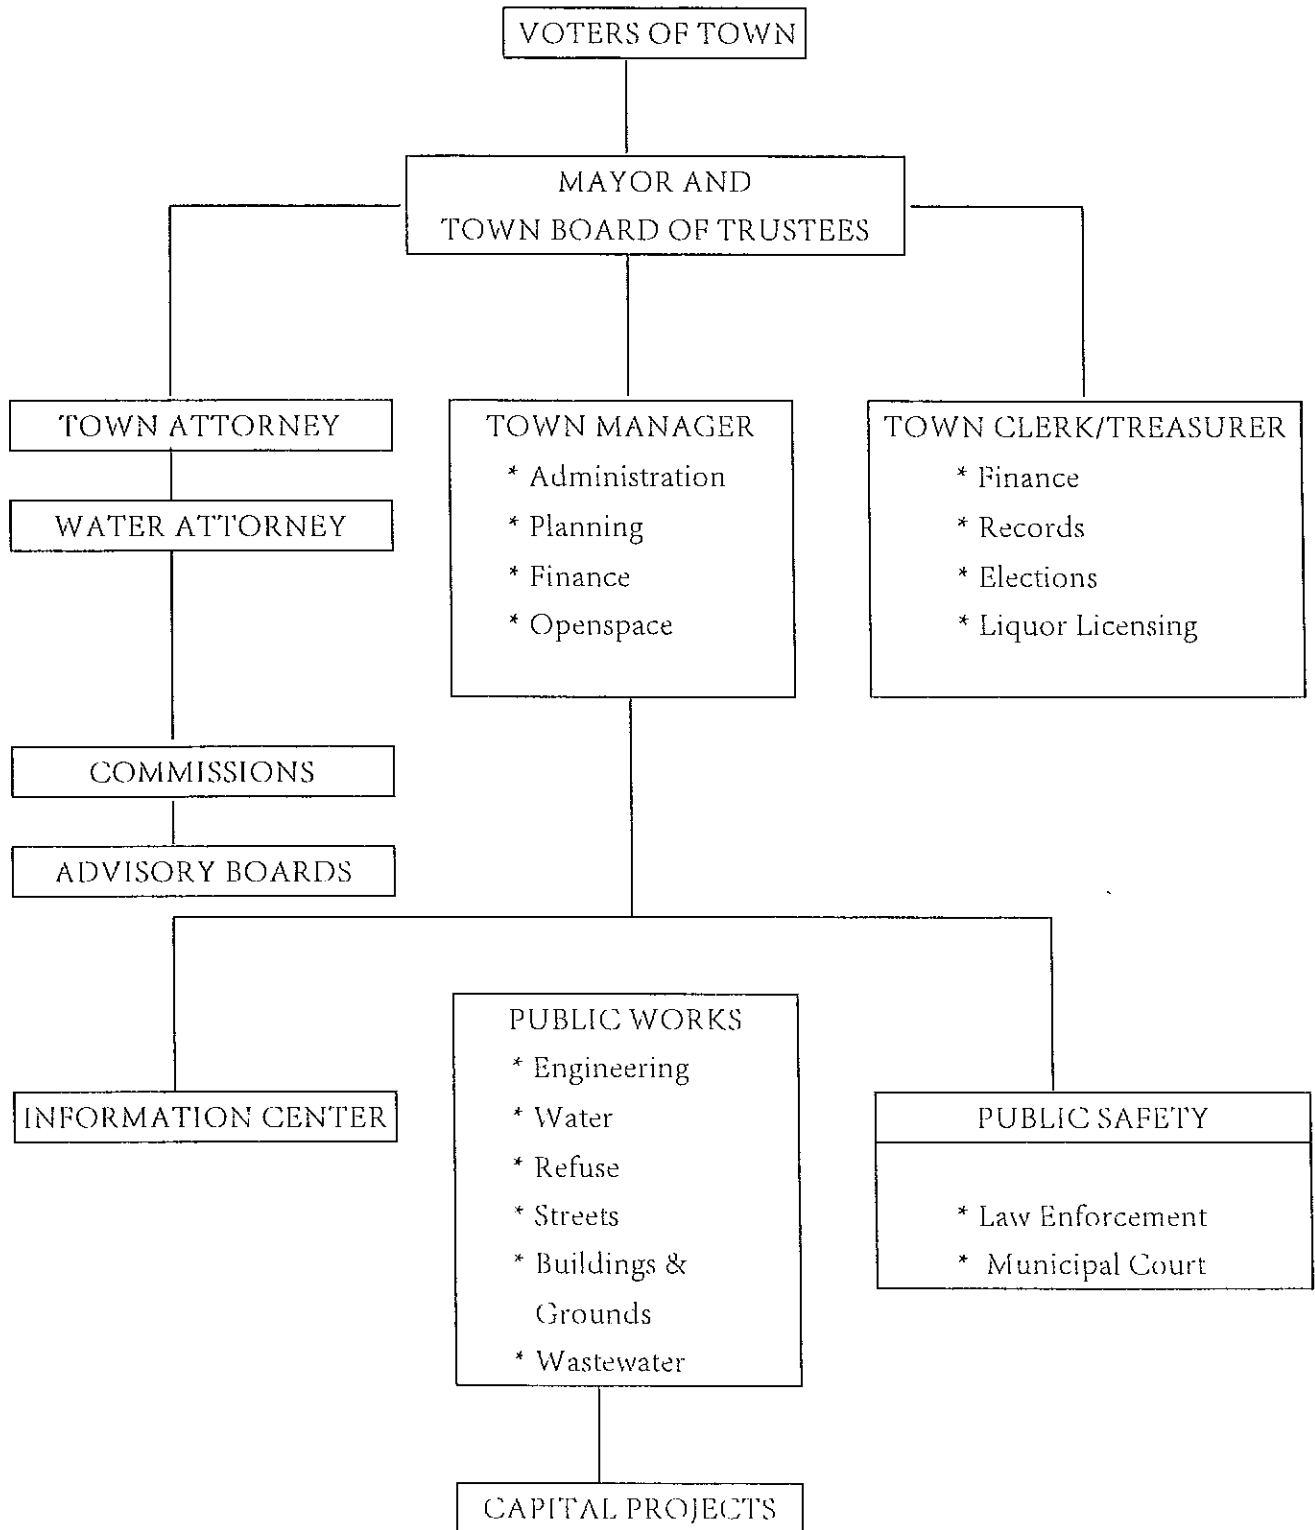 VOTERS OF TOWN
MAYOR AND
TOWN BOARD OF TRUSTEES
TOWN ATTORNEY
WATER ATTORNEY
COMMISSIONS
ADVISORY BOARDS
TOWN MANAGER
* Administration
* Planning
* Finance
* Openspace
TOWN CLERK/TREASURER
* Finance
* Records
* Elections
* Liquor Licensing
INFORMATION CENTER
PUBLIC WORKS
* Engineering
* Water
* Refuse
* Streets
* Buildings &
Grounds
* Wastewater
PUBLIC SAFETY
* Law Enforcement
* Municipal Court
CAPITAL PROJECTS